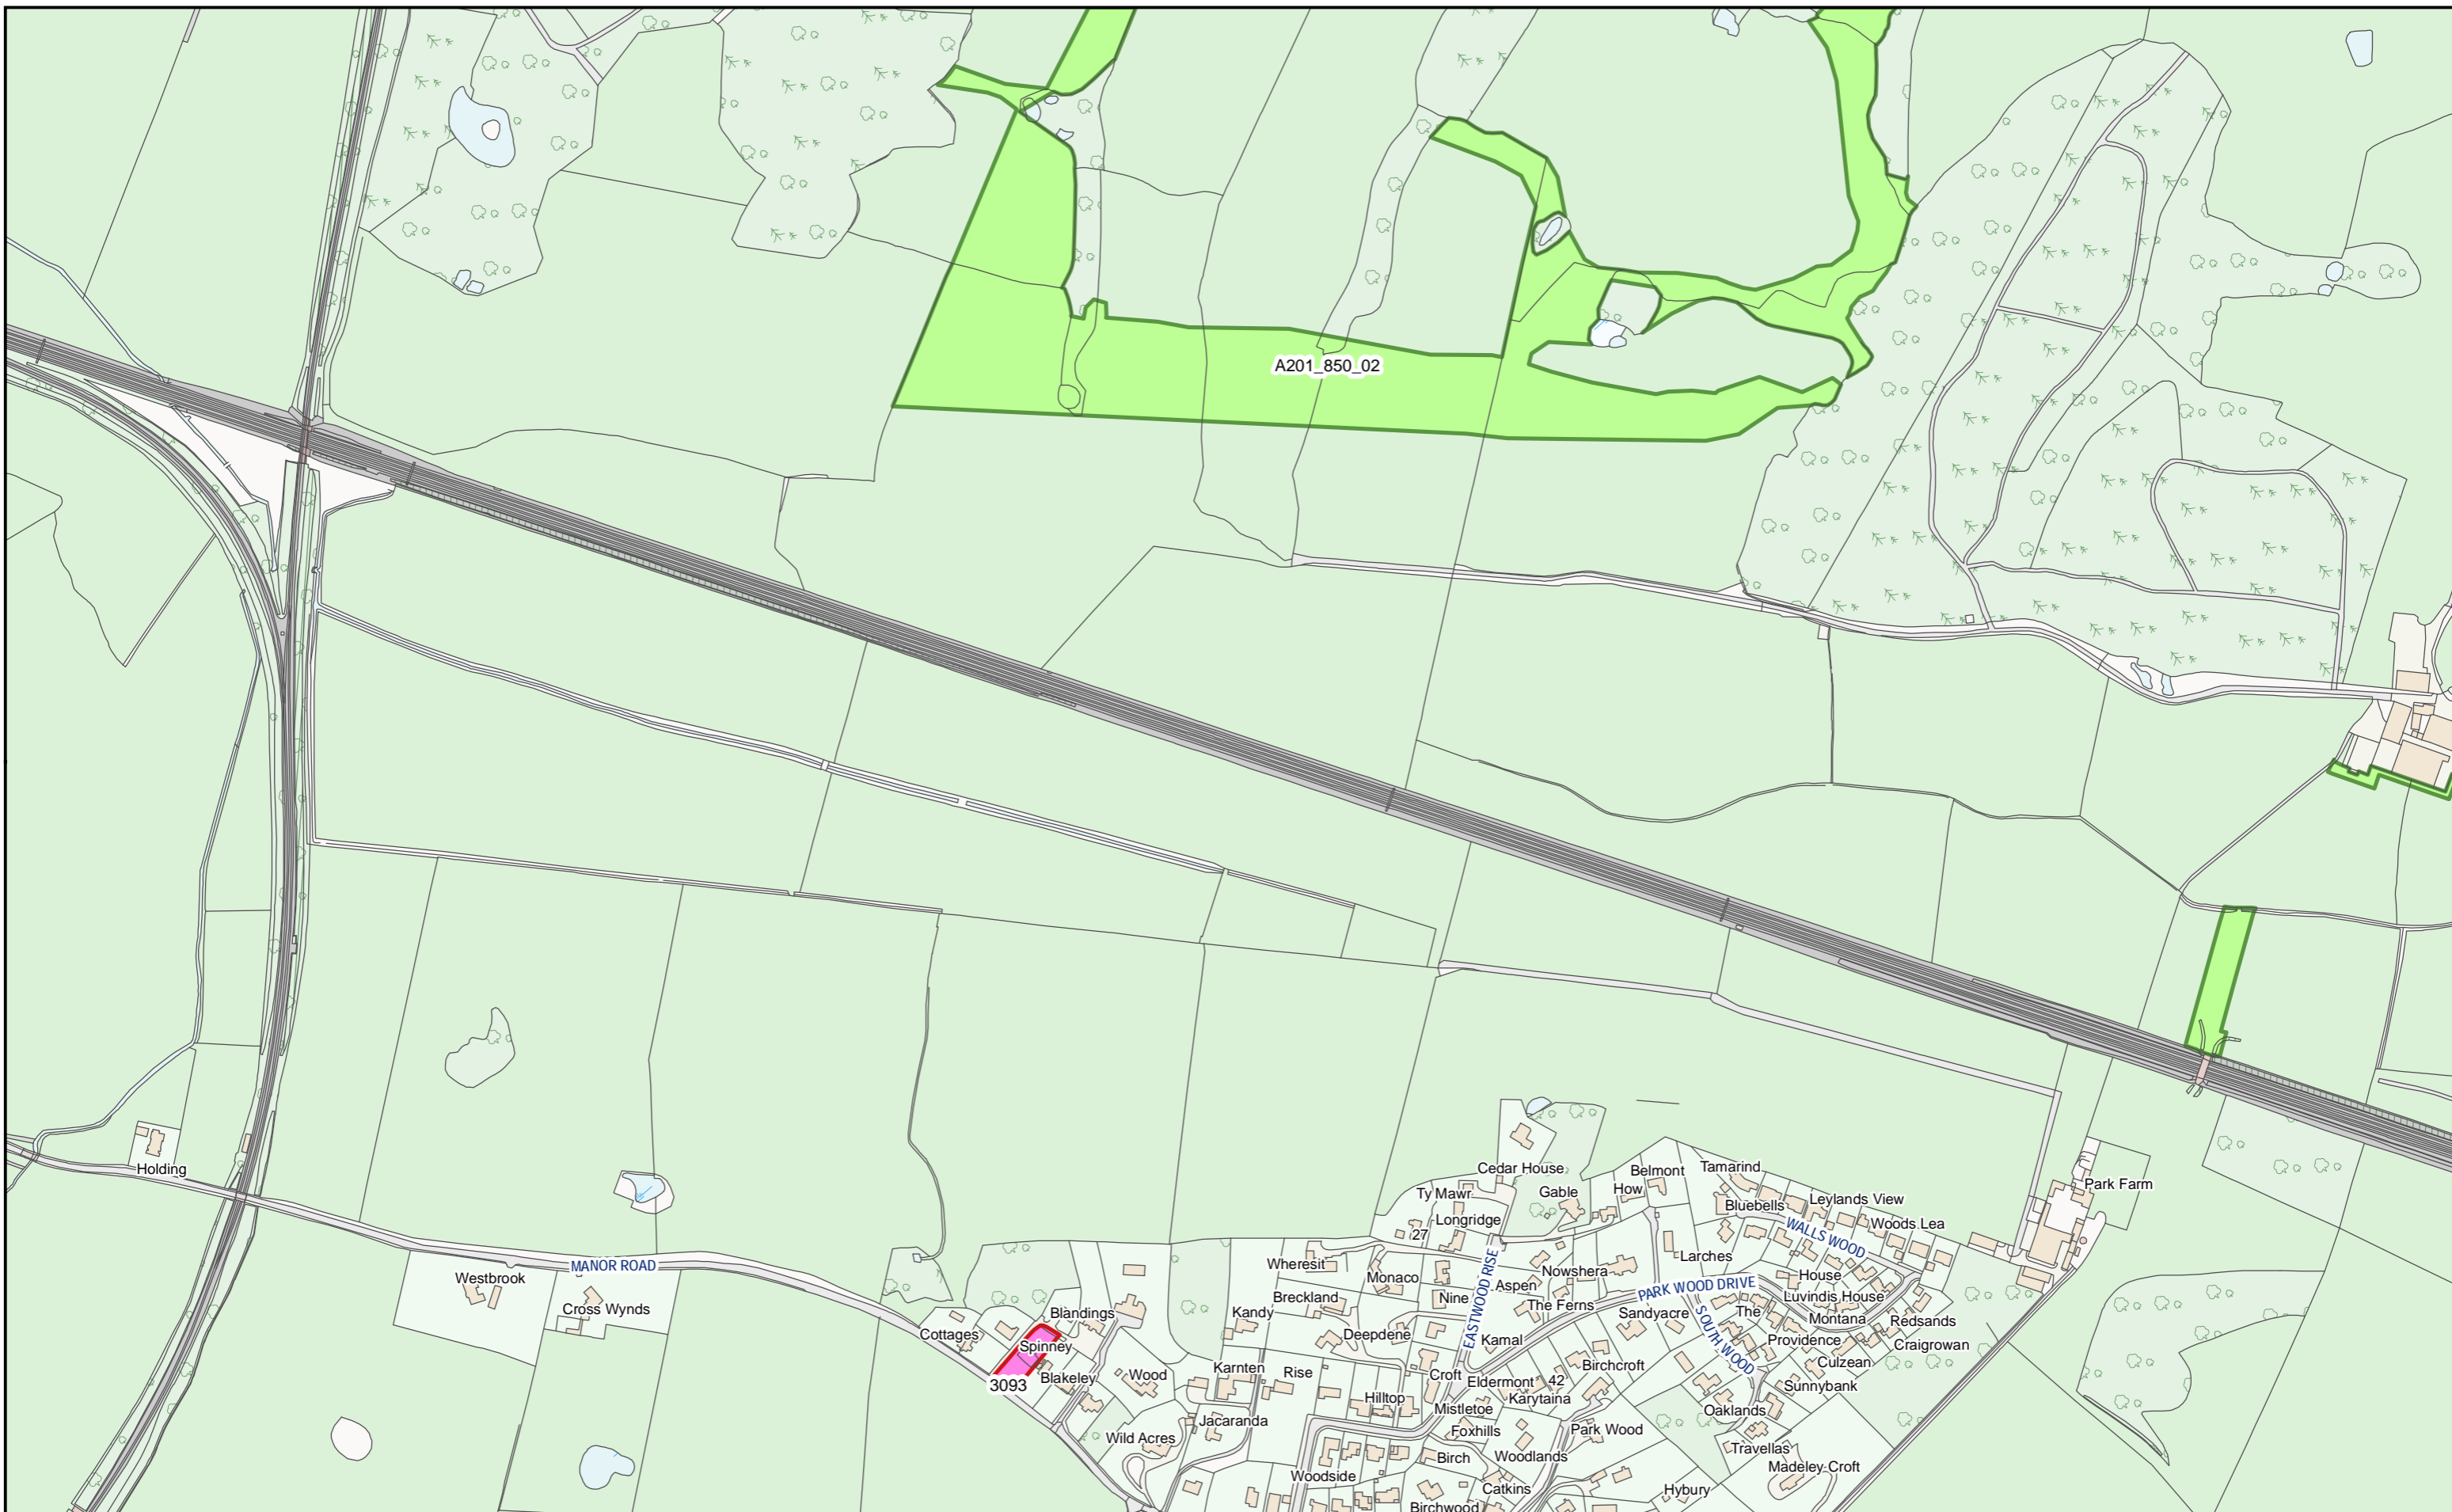 A201_850_02
Holding
MANOR ROAD
Westbrook
Cross Wynds
Cottages
Spinney
Blandings
3093
Blakeley
Wood
Wild Acres
Jacaranda
Karnten
Kandy
Rise
Wheresit
Breckland
Monaco
Deepdene
Hilltop
Woodside
Cedar House
Ty Mawr
Longridge
27
EASTWOOD RISE
Nine
Aspen
Nowshera
The Ferns
Kamal
Croft
Eldermont
42
Karytaina
Mistletoe
Foxhills
Birch
Woodlands
Catkins
Birchwood
Gable
How
Belmont
Tamarind
Bluebells
Leylands View
WALLS WOOD
Woods Lea
Larches
PARK WOOD DRIVE
House
Luvindis House
The
Montana
Sandyacre
SOUTH WOOD
Providence
Redsands
Craigrowan
Culzean
Birchcroft
Sunnybank
Oaklands
Park Wood
Travellas
Madeley Croft
Hybury
Park Farm